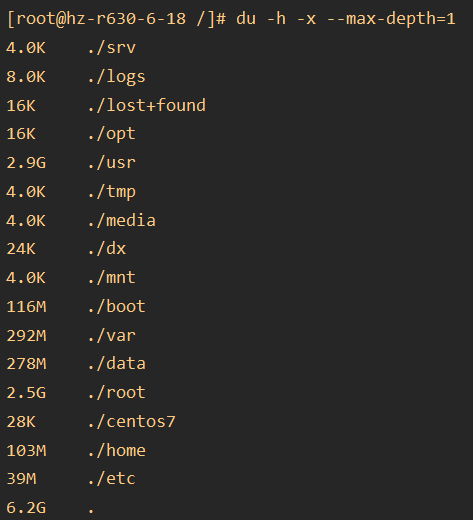 [root@hz-r630-6-18 /]# du -h -x --max-depth=1
4.0K    ./srv
8.0K    ./logs
16K     ./lost+found
16K     ./opt
2.9G    ./usr
4.0K    ./tmp
4.0K    ./media
24K     ./dx
4.0K    ./mnt
116M    ./boot
292M    ./var
278M    ./data
2.5G    ./root
28K     ./centos7
103M    ./home
39M     ./etc
6.2G    .